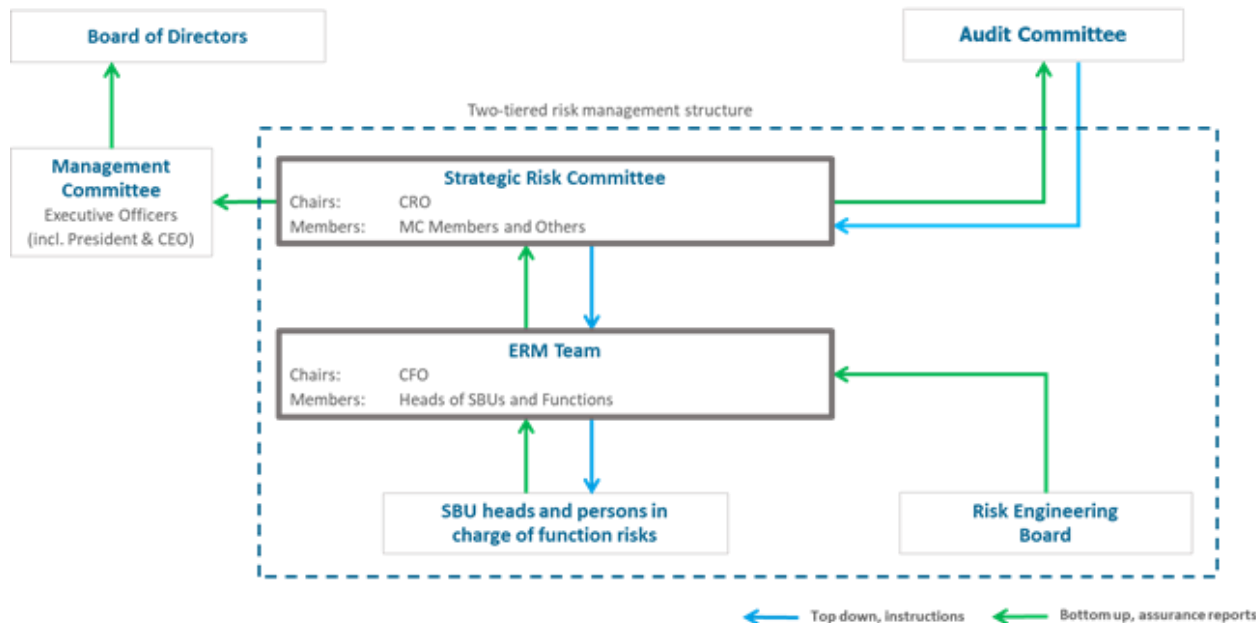 Board of Directors
Audit Committee
Two-tiered risk management structure
Management
Committee
Executive Officers
(incl. President & CEO)
Strategic Risk Committee
Chairs: CRO
Members: MC Members and Others
ERM Team
Chairs: CFO
Members: Heads of SBUs and Functions
SBU heads and persons in
charge of function risks
Risk Engineering
Board
Top down, instructions
Bottom up, assurance reports